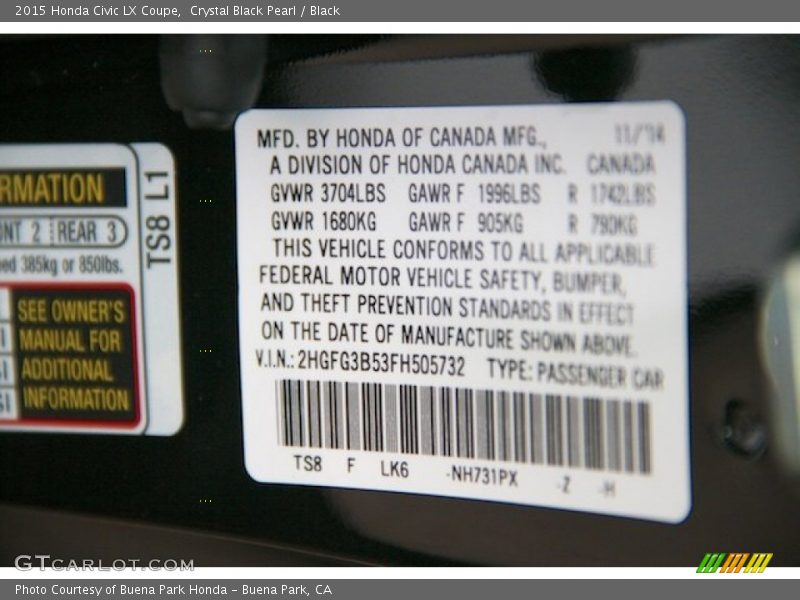 2015 Honda Civic LX Coupe,  Crystal Black Pearl / Black
RMATION
NT 2 REAR 3
ed 385kg or 850lbs.
SEE OWNER'S
MANUAL FOR
ADDITIONAL
INFORMATION
TS8 L1
MFD. BY HONDA OF CANADA MFG., 11/'14
A DIVISION OF HONDA CANADA INC. CANADA
GVWR 3704LBS GAWR F 1996LBS R 1742LBS
GVWR 1680KG GAWR F 905KG R 790KG
THIS VEHICLE CONFORMS TO ALL APPLICABLE
FEDERAL MOTOR VEHICLE SAFETY, BUMPER,
AND THEFT PREVENTION STANDARDS IN EFFECT
ON THE DATE OF MANUFACTURE SHOWN ABOVE.
V.I.N.: 2HGFG3B53FH505732 TYPE: PASSENGER CAR
TS8 F LK6 -NH731PX -Z -H
GTCARLOT.COM
Photo Courtesy of Buena Park Honda – Buena Park, CA